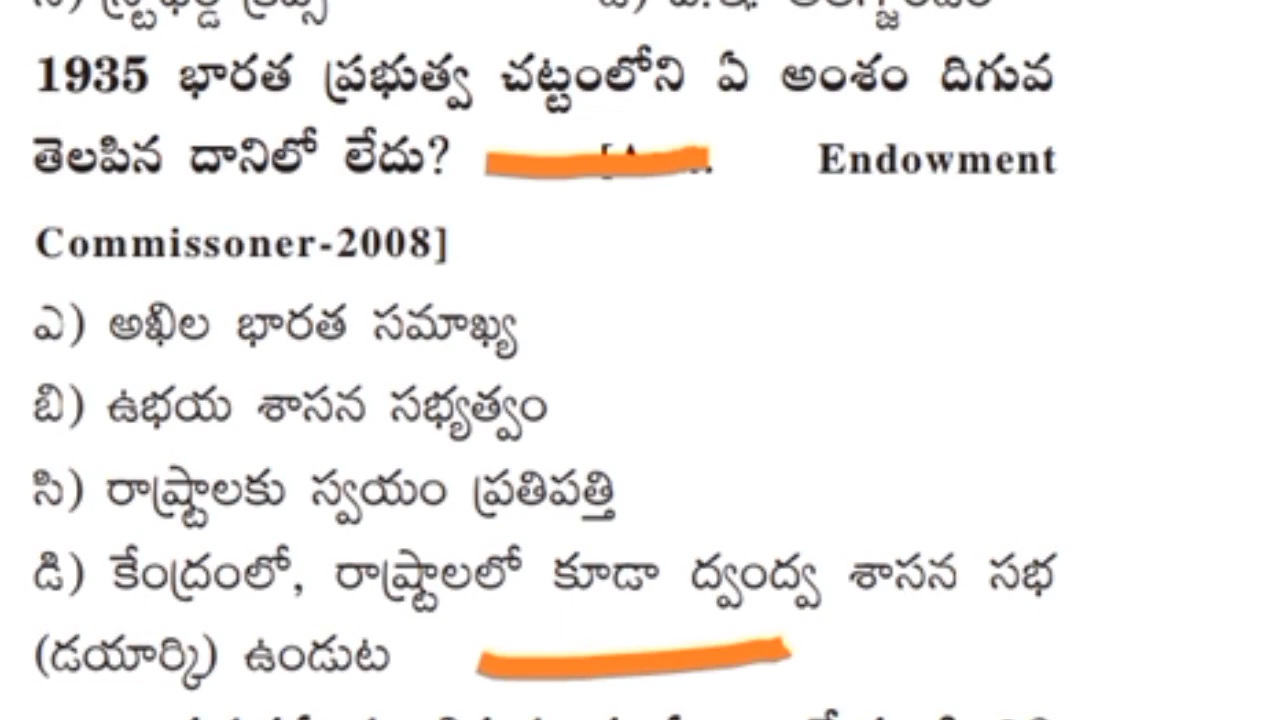 1935 భారత ప్రభుత్వ చట్టంలోని ఏ అంశం దిగువ
తెలపిన దానిలో లేదు? Endowment
Commissoner-2008]
ఎ) అఖిల భారత సమాఖ్య
బి) ఉభయ శాసన సభ్యత్వం
సి) రాష్ట్రాలకు స్వయం ప్రతిపత్తి
డి) కేంద్రంలో, రాష్ట్రాలలో కూడా ద్వంద్వ శాసన సభ
(డయార్కి) ఉండుట